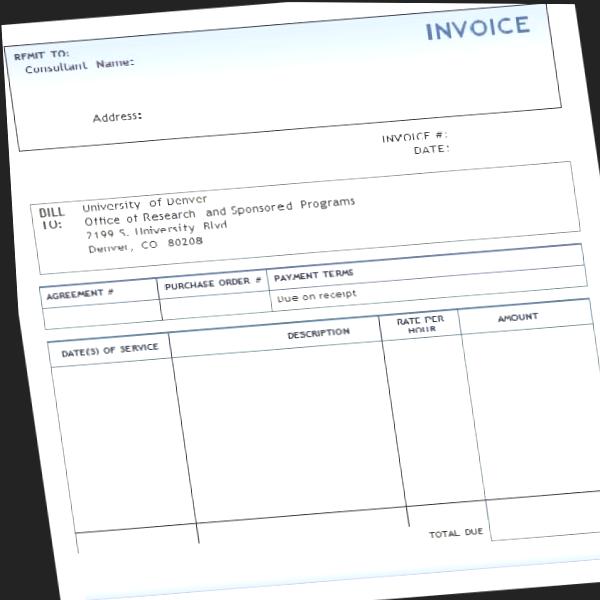 INVOICE
REMIT TO:
Consultant Name:
Address:
INVOICE #:
DATE:
BILL TO:
University of Denver
Office of Research and Sponsored Programs
2199 S. University Blvd
Denver, CO 80208
AGREEMENT # PURCHASE ORDER # PAYMENT TERMS
Due on receipt
DATE(S) OF SERVICE DESCRIPTION RATE PER HOUR AMOUNT
TOTAL DUE